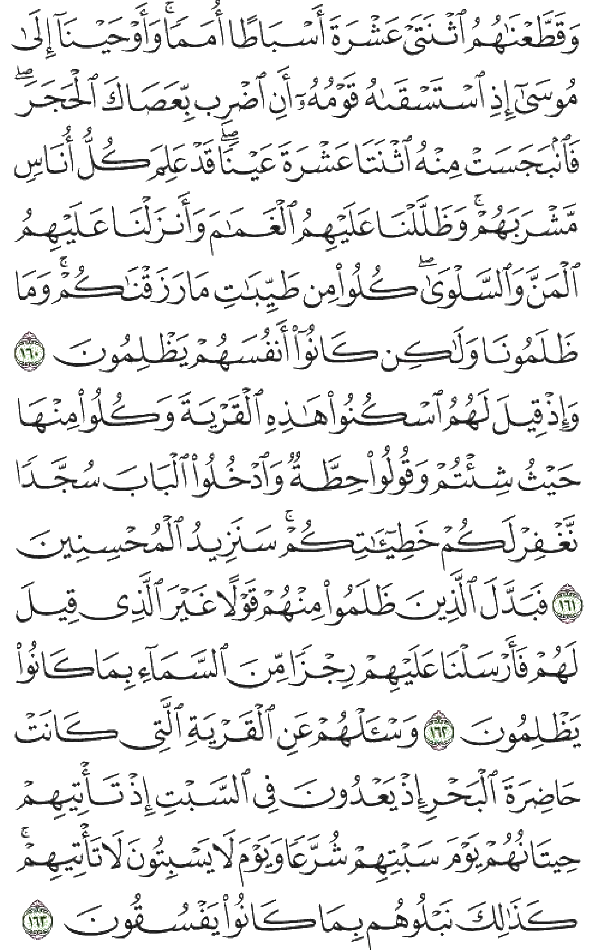 وَقَطَّعْنَٰهُمُ ٱثْنَتَىْ عَشْرَةَ أَسْبَاطًا أُمَمًا ۚ وَأَوْحَيْنَآ إِلَىٰ
مُوسَىٰٓ إِذِ ٱسْتَسْقَىٰهُ قَوْمُهُۥٓ أَنِ ٱضْرِب بِّعَصَاكَ ٱلْحَجَرَ ۖ
فَٱنۢبَجَسَتْ مِنْهُ ٱثْنَتَا عَشْرَةَ عَيْنًا ۖ قَدْ عَلِمَ كُلُّ أُنَاسٍ
مَّشْرَبَهُمْ ۚ وَظَلَّلْنَا عَلَيْهِمُ ٱلْغَمَٰمَ وَأَنزَلْنَا عَلَيْهِمُ
ٱلْمَنَّ وَٱلسَّلْوَىٰ ۖ كُلُوا۟ مِن طَيِّبَٰتِ مَا رَزَقْنَٰكُمْ ۚ وَمَا
ظَلَمُونَا وَلَٰكِن كَانُوٓا۟ أَنفُسَهُمْ يَظْلِمُونَ ١٦٠
وَإِذْ قِيلَ لَهُمُ ٱسْكُنُوا۟ هَٰذِهِ ٱلْقَرْيَةَ وَكُلُوا۟ مِنْهَا
حَيْثُ شِئْتُمْ وَقُولُوا۟ حِطَّةٌ وَٱدْخُلُوا۟ ٱلْبَابَ سُجَّدًا
نَّغْفِرْ لَكُمْ خَطِيٓـَٰٔتِكُمْ ۚ سَنَزِيدُ ٱلْمُحْسِنِينَ
١٦١ فَبَدَّلَ ٱلَّذِينَ ظَلَمُوا۟ مِنْهُمْ قَوْلًا غَيْرَ ٱلَّذِى قِيلَ
لَهُمْ فَأَرْسَلْنَا عَلَيْهِمْ رِجْزًا مِّنَ ٱلسَّمَآءِ بِمَا كَانُوا۟
يَظْلِمُونَ ١٦٢ وَسْـَٔلْهُمْ عَنِ ٱلْقَرْيَةِ ٱلَّتِى كَانَتْ
حَاضِرَةَ ٱلْبَحْرِ إِذْ يَعْدُونَ فِى ٱلسَّبْتِ إِذْ تَأْتِيهِمْ
حِيتَانُهُمْ يَوْمَ سَبْتِهِمْ شُرَّعًا وَيَوْمَ لَا يَسْبِتُونَ لَا تَأْتِيهِمْ ۚ
كَذَٰلِكَ نَبْلُوهُم بِمَا كَانُوا۟ يَفْسُقُونَ ١٦٣